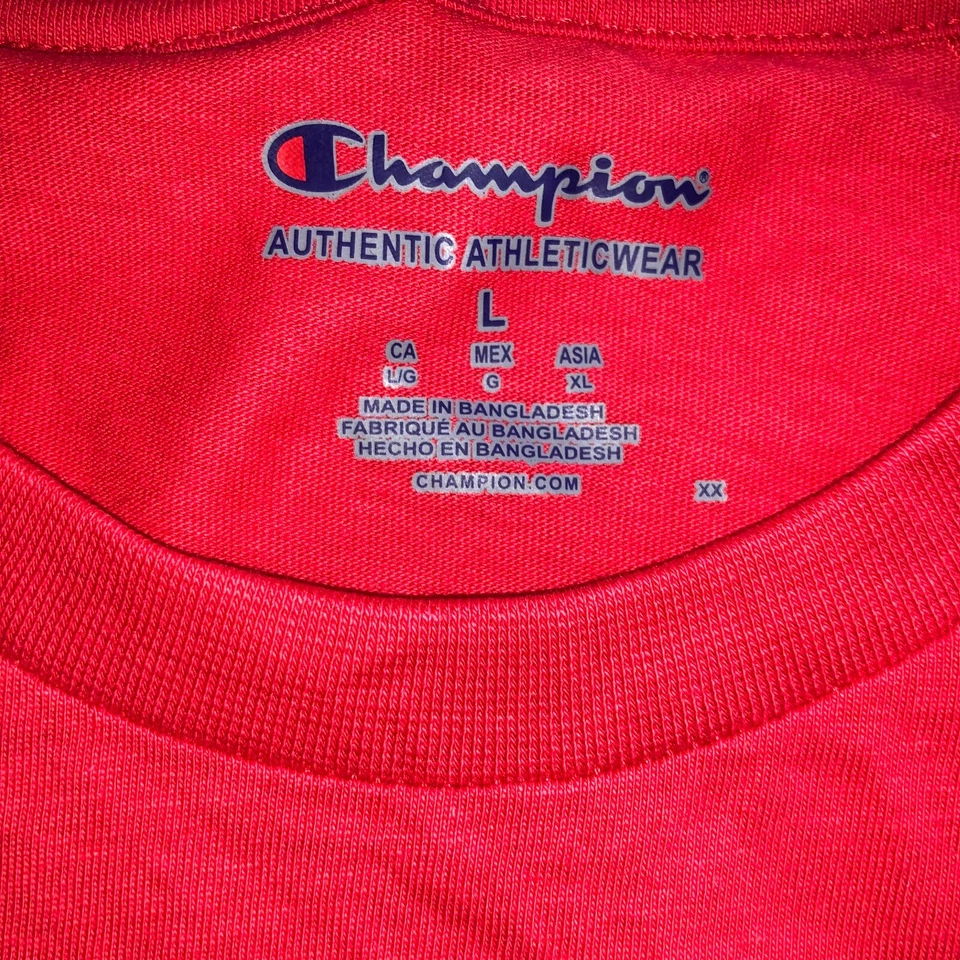 Champion®
AUTHENTIC ATHLETICWEAR
L
CA MEX ASIA
L/G G XL
MADE IN BANGLADESH
FABRIQUÉ AU BANGLADESH
HECHO EN BANGLADESH
CHAMPION.COM
XX